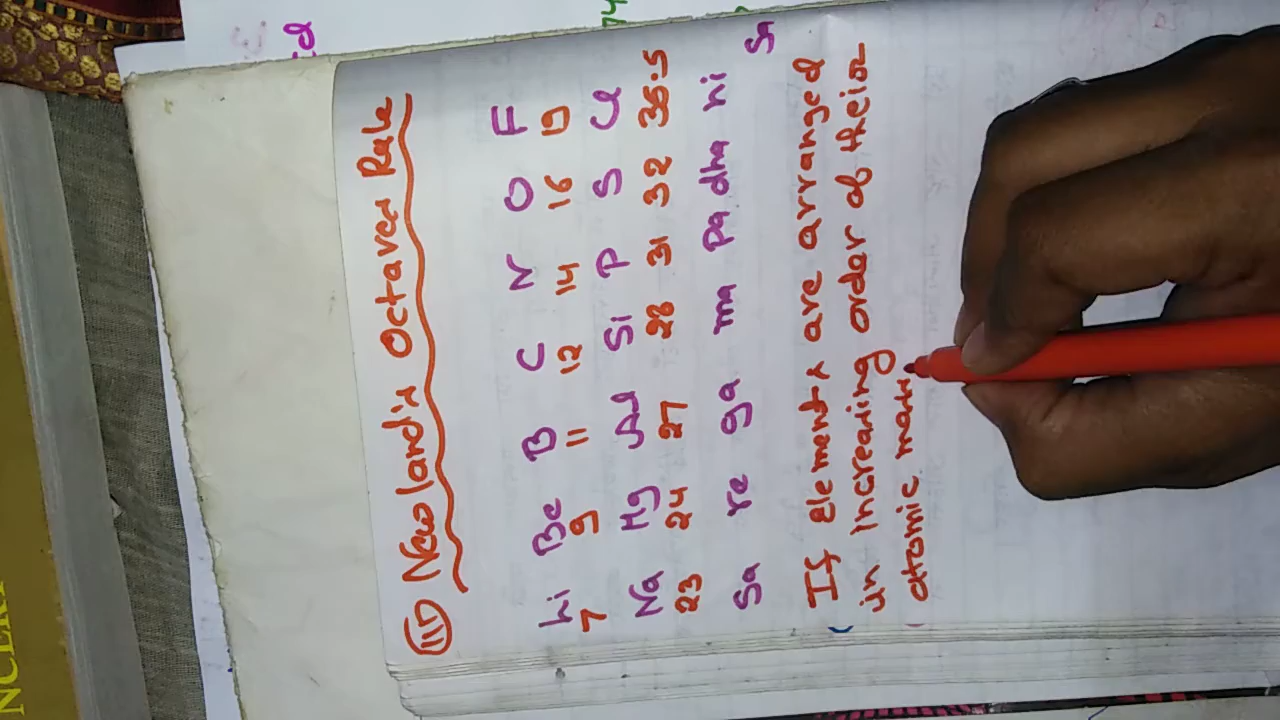 (III) Newland's Octaves Rule
Li Be B C N O F
7 9 11 12 14 16 19
Na Mg Al Si P S Cl
23 24 27 28 31 32 35.5
Sa re ga ma Pa dha ni Sa
If elements are arranged
in increasing order of their
atomic mass
NCERT